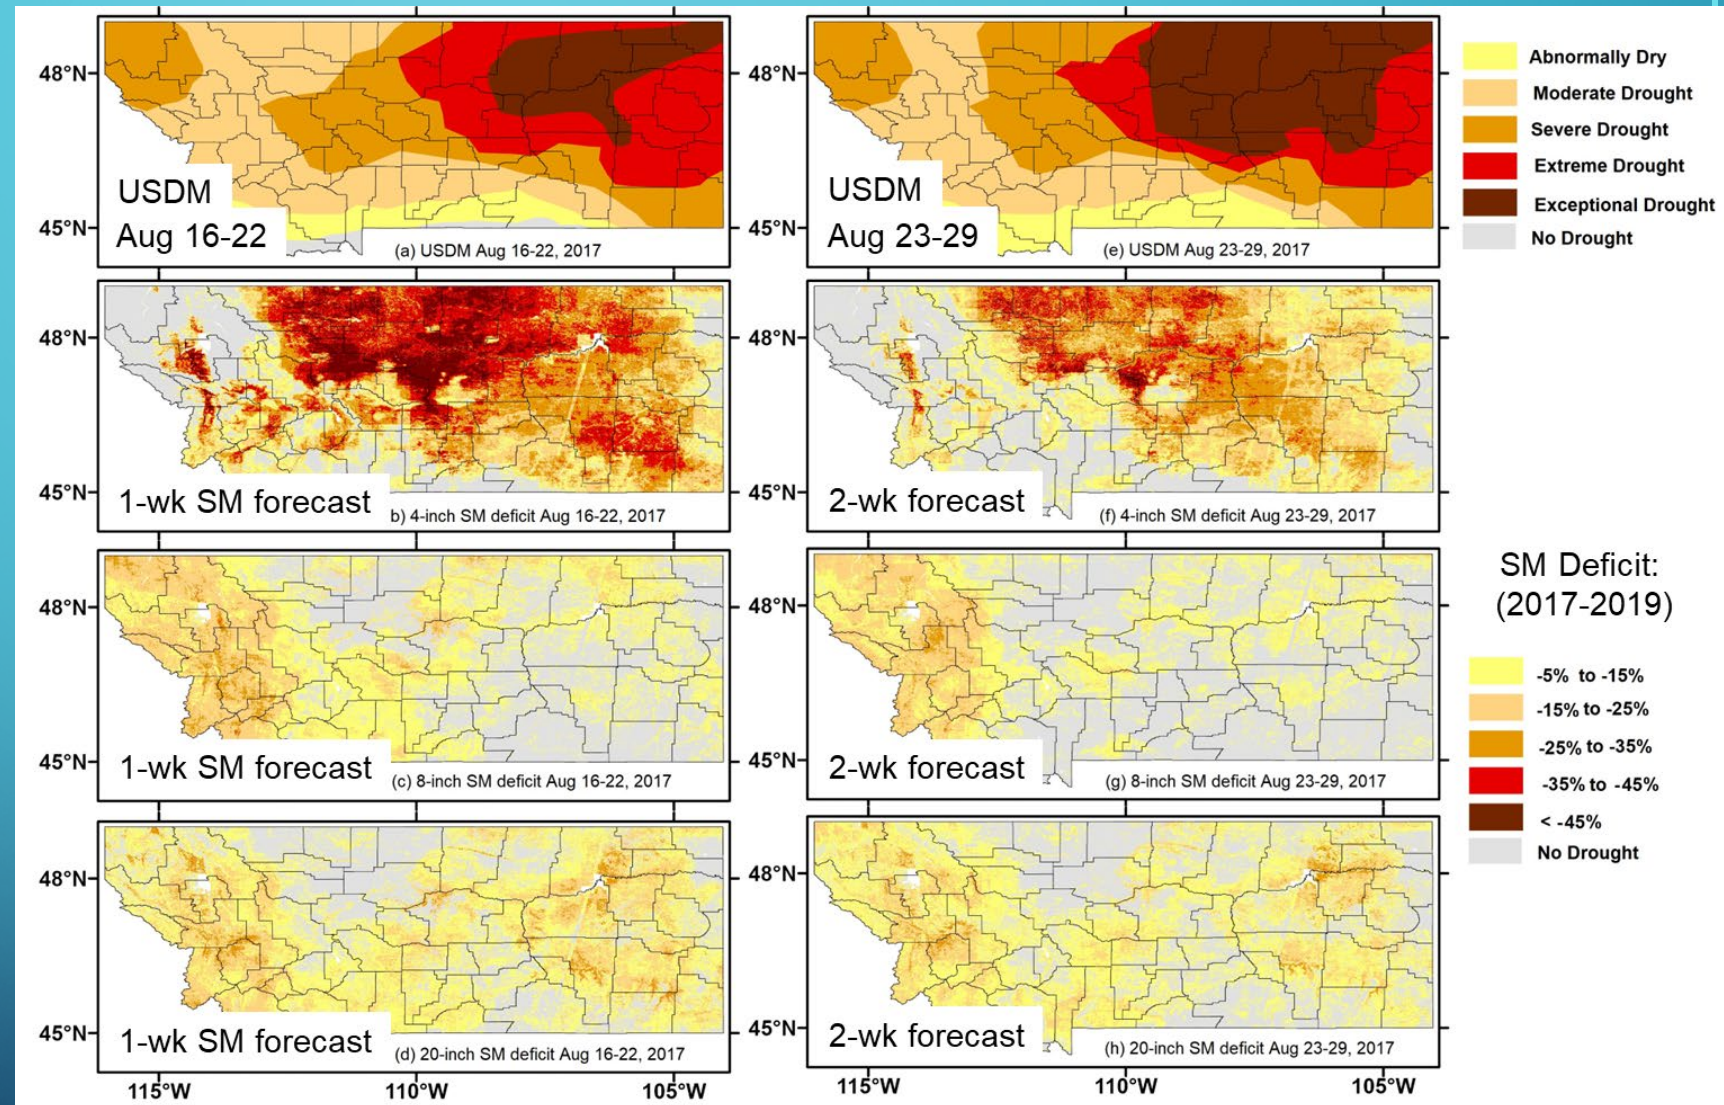 48°N
45°N
USDM
Aug 16-22
(a) USDM Aug 16-22, 2017
48°N
45°N
USDM
Aug 23-29
(e) USDM Aug 23-29, 2017
Abnormally Dry
Moderate Drought
Severe Drought
Extreme Drought
Exceptional Drought
No Drought
48°N
45°N
1-wk SM forecast
b) 4-inch SM deficit Aug 16-22, 2017
48°N
45°N
2-wk forecast
(f) 4-inch SM deficit Aug 23-29, 2017
48°N
45°N
1-wk SM forecast
(c) 8-inch SM deficit Aug 16-22, 2017
48°N
45°N
2-wk forecast
(g) 8-inch SM deficit Aug 23-29, 2017
SM Deficit:
(2017-2019)
-5% to -15%
-15% to -25%
-25% to -35%
-35% to -45%
< -45%
No Drought
48°N
45°N
1-wk SM forecast
(d) 20-inch SM deficit Aug 16-22, 2017
115°W
110°W
105°W
48°N
45°N
2-wk forecast
(h) 20-inch SM deficit Aug 23-29, 2017
115°W
110°W
105°W